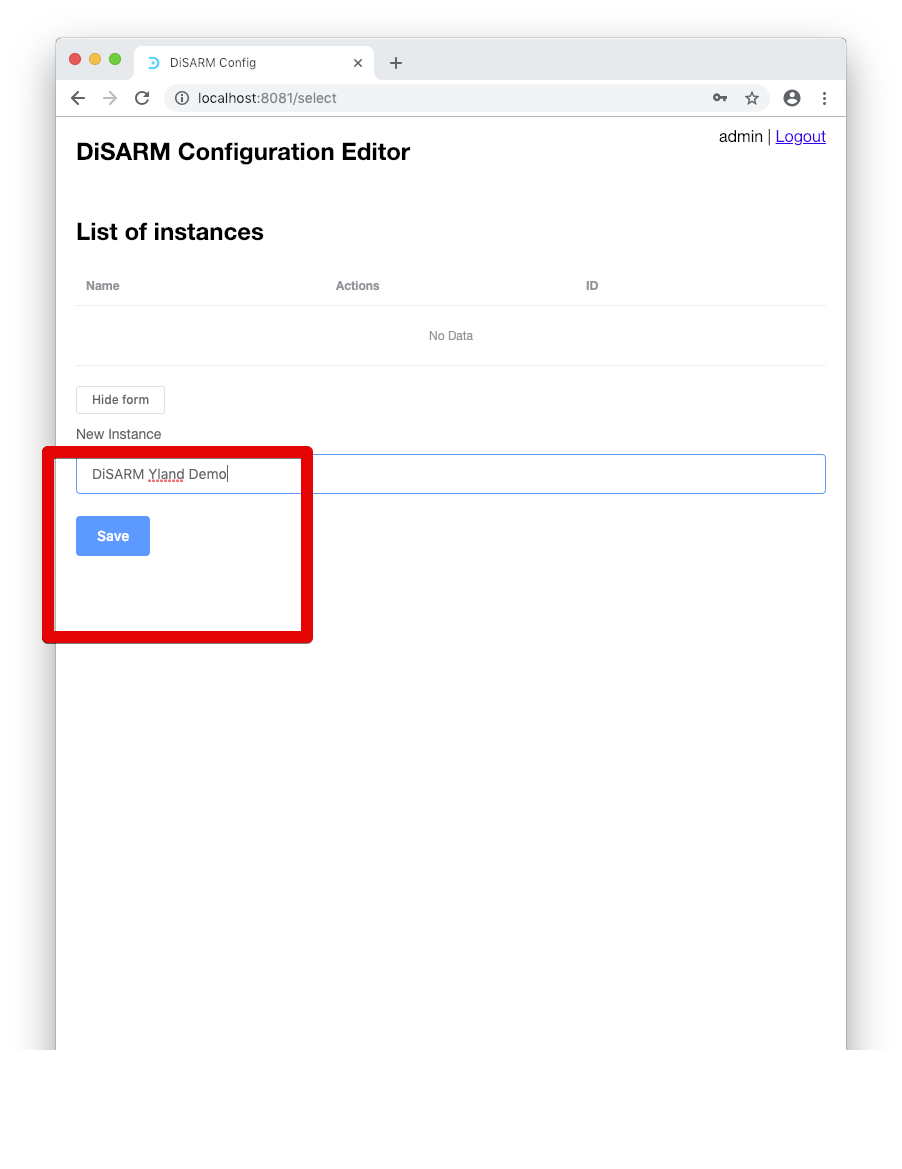 DiSARM Config
localhost:8081/select
admin | Logout
DiSARM Configuration Editor
List of instances
Name Actions ID
No Data
Hide form
New Instance
DiSARM Yland Demo
Save